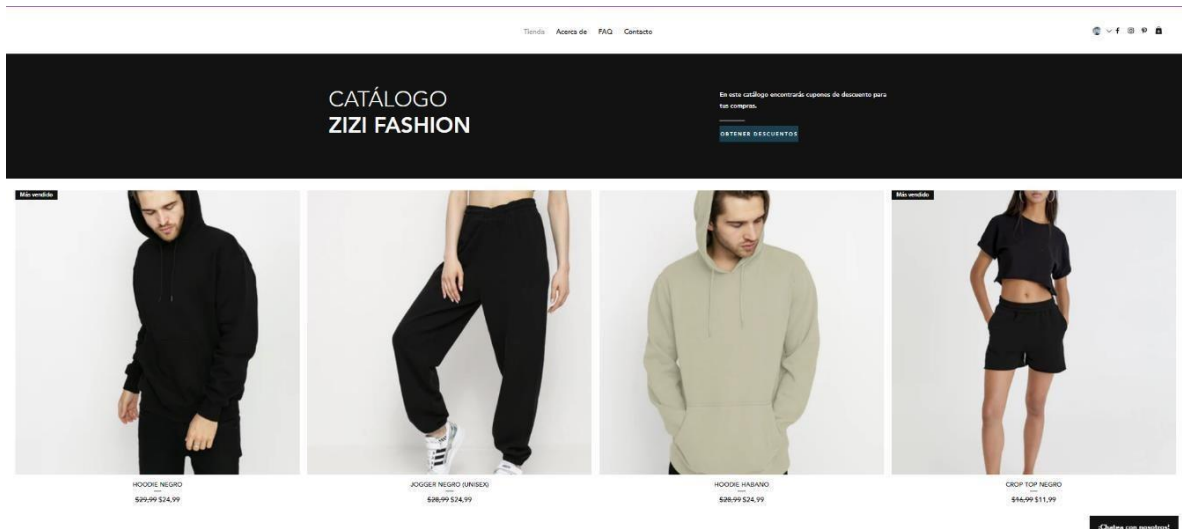 Tienda Acerca de FAQ Contacto
CATÁLOGO
ZIZI FASHION
En este catálogo encontrarás cupones de descuento para
tus compras.
OBTENER DESCUENTOS
Más vendido
Más vendido
HOODIE NEGRO
$29,99 $24,99
JOGGER NEGRO (UNISEX)
$28,99 $24,99
HOODIE HABANO
$28,99 $24,99
CROP TOP NEGRO
$16,99 $11,99
¡Chatea con nosotros!